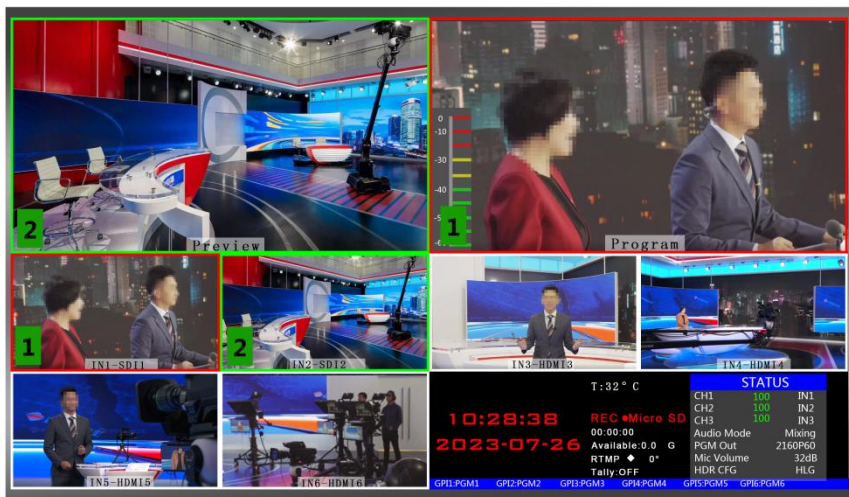 0
-10
-30
-40
2
Preview
1
Program
1
IN1-SDI1
2
IN2-SDI2
IN3-HDMI3
IN4-HDMI4
IN5-HDMI5
IN6-HDMI6
T:32° C
10:28:38
2023-07-26
REC ●Micro SD
00:00:00
Available:0.0 G
RTMP ◆ 0"
Tally:OFF
STATUS
CH1 100 IN1
CH2 100 IN2
CH3 100 IN3
Audio Mode Mixing
PGM Out 2160P60
Mic Volume 32dB
HDR CFG HLG
GPI1:PGM1 GPI2:PGM2 GPI3:PGM3 GPI4:PGM4 GPI5:PGM5 GPI6:PGM6